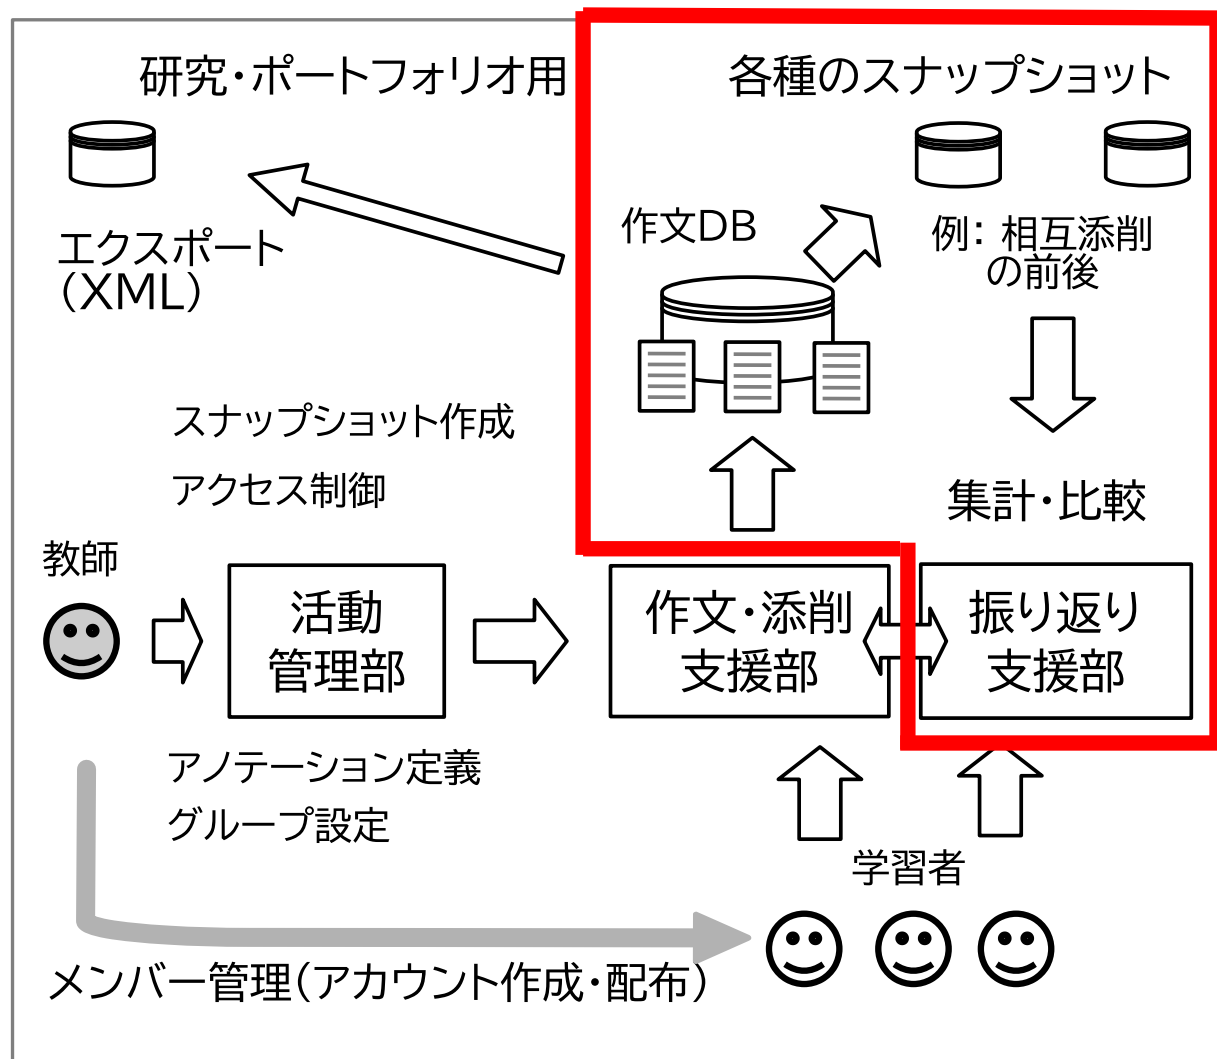 研究・ポートフォリオ用
各種のスナップショット
作文DB
例：相互添削
の前後
エクスポート
（XML）
スナップショット作成
アクセス制御
集計・比較
教師
活動
管理部
作文・添削
支援部
振り返り
支援部
アノテーション定義
グループ設定
学習者
メンバー管理（アカウント作成・配布）